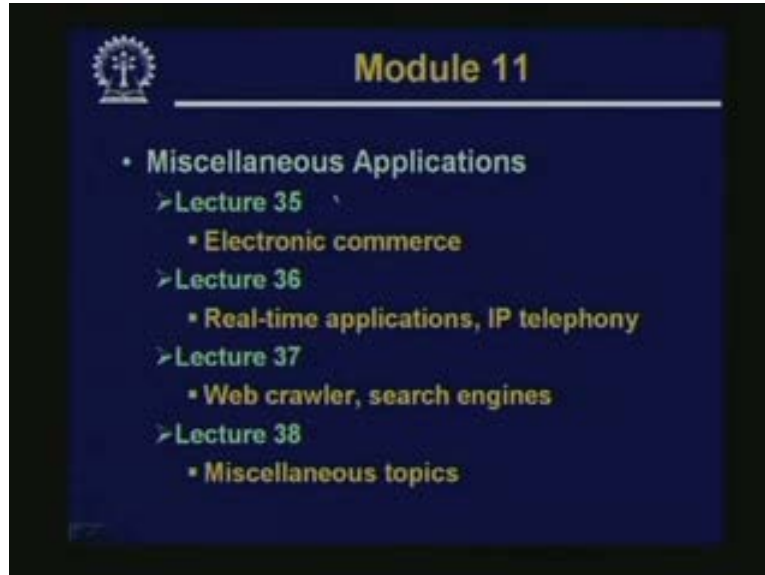 Module 11
• Miscellaneous Applications
➢Lecture 35
▪ Electronic commerce
➢Lecture 36
▪ Real-time applications, IP telephony
➢Lecture 37
▪ Web crawler, search engines
➢Lecture 38
▪ Miscellaneous topics